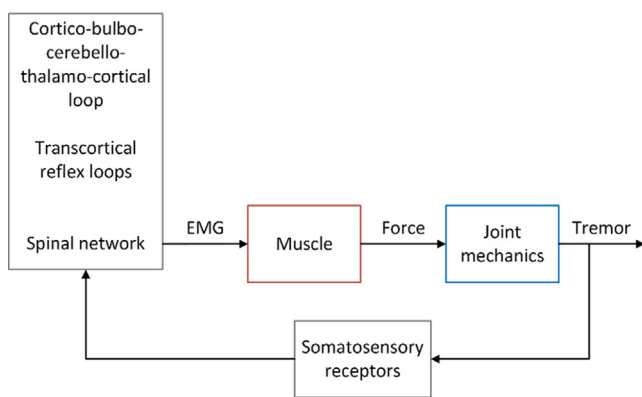 Cortico-bulbo-
cerebello-
thalamo-cortical
loop
Transcortical
reflex loops
Spinal network
EMG
Muscle
Force
Joint
mechanics
Tremor
Somatosensory
receptors